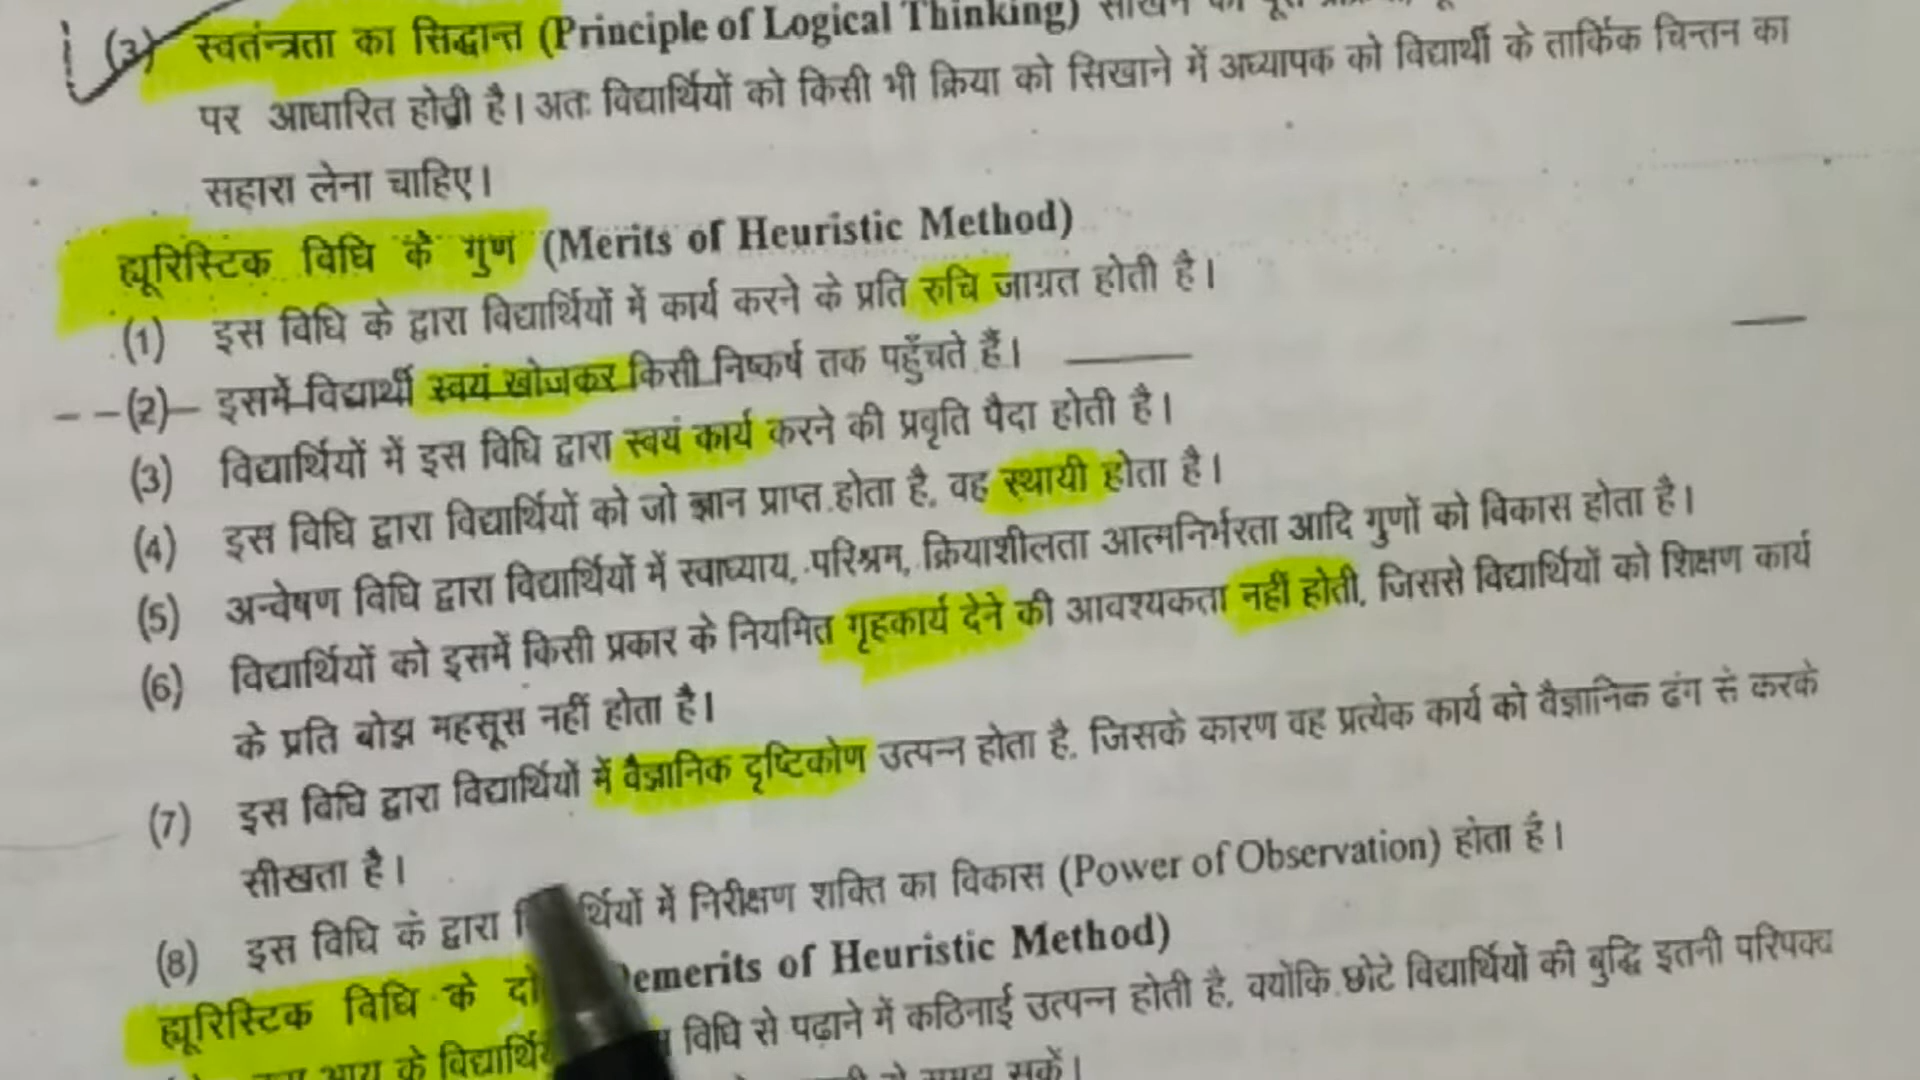 (3) स्वतंन्त्रता का सिद्धान्त (Principle of Logical Thinking)
पर आधारित होती है। अतः विद्यार्थियों को किसी भी क्रिया को सिखाने में अध्यापक को विद्यार्थी के तार्किक चिन्तन का
सहारा लेना चाहिए।
ह्यूरिस्टिक विधि के गुण (Merits of Heuristic Method)
(1) इस विधि के द्वारा विद्यार्थियों में कार्य करने के प्रति रुचि जाग्रत होती है।
(2) इसमें विद्यार्थी स्वयं खोजकर किसी निष्कर्ष तक पहुँचते हैं।
(3) विद्यार्थियों में इस विधि द्वारा स्वयं कार्य करने की प्रवृति पैदा होती है।
(4) इस विधि द्वारा विद्यार्थियों को जो ज्ञान प्राप्त होता है, वह स्थायी होता है।
(5) अन्वेषण विधि द्वारा विद्यार्थियों में स्वाध्याय, परिश्रम, क्रियाशीलता आत्मनिर्भरता आदि गुणों को विकास होता है।
(6) विद्यार्थियों को इसमें किसी प्रकार के नियमित गृहकार्य देने की आवश्यकता नहीं होती, जिससे विद्यार्थियों को शिक्षण कार्य
के प्रति बोझ महसूस नहीं होता है।
(7) इस विधि द्वारा विद्यार्थियों में वैज्ञानिक दृष्टिकोण उत्पन्न होता है, जिसके कारण वह प्रत्येक कार्य को वैज्ञानिक ढंग से करके
सीखता है।
(8) इस विधि के द्वारा में निरीक्षण शक्ति का विकास (Power of Observation) होता है।
ह्यूरिस्टिक विधि के of Heuristic Method)
विधि से पढ़ाने में कठिनाई उत्पन्न होती है, क्योंकि छोटे विद्यार्थियों की बुद्धि इतनी परिपक्व
के